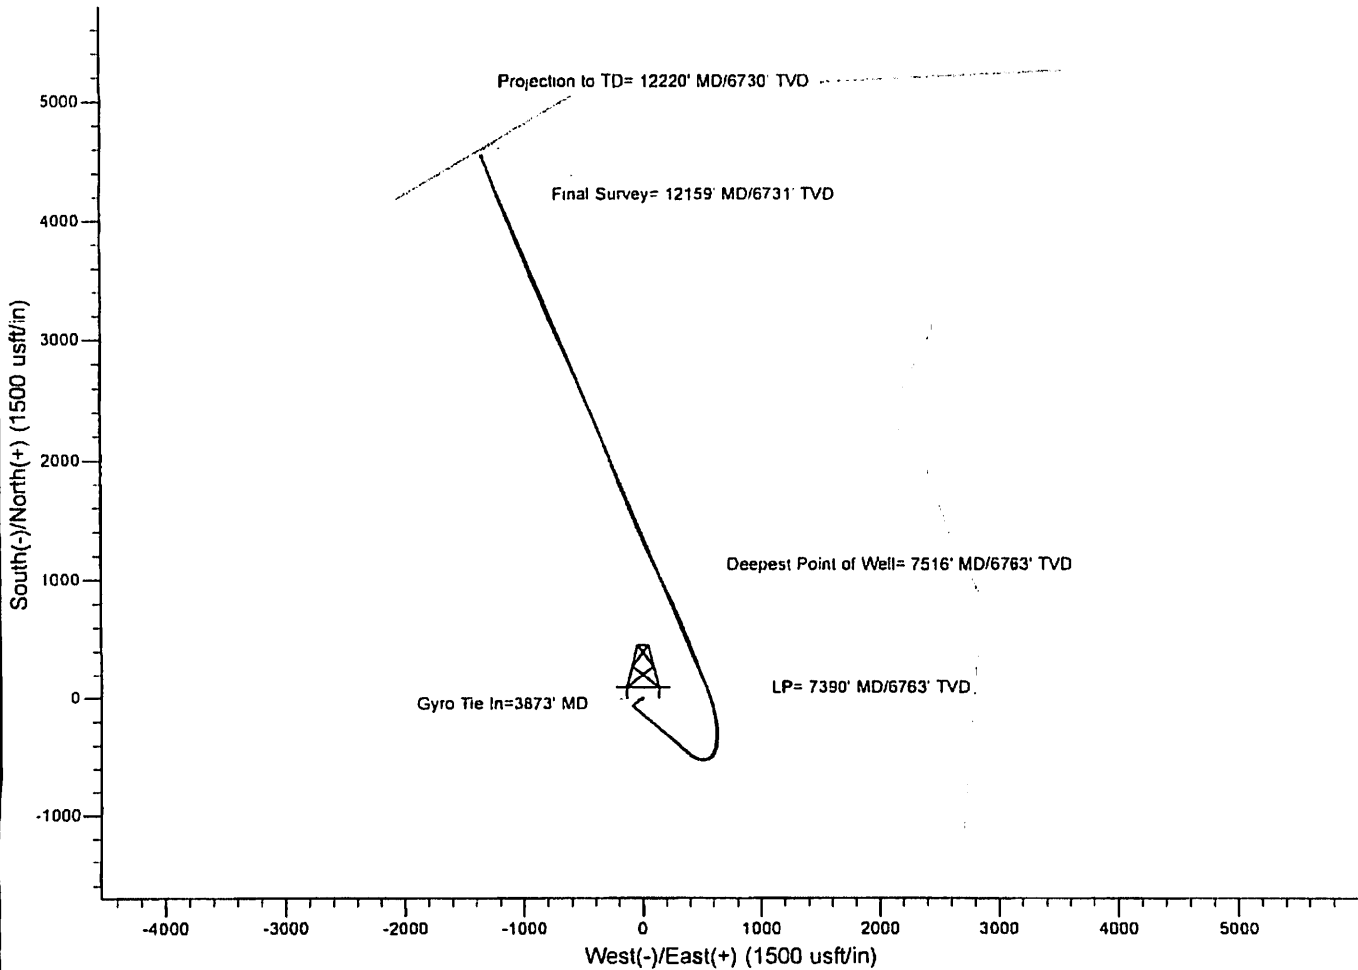 Projection to TD= 12220' MD/6730' TVD
5000
Final Survey= 12159' MD/6731' TVD
4000
3000
South(-)/North(+) (1500 usft/in)
2000
Deepest Point of Well= 7516' MD/6763' TVD
1000
LP= 7390' MD/6763' TVD
0
Gyro Tie In=3873' MD
-1000
-4000 -3000 -2000 -1000 0 1000 2000 3000 4000 5000
West(-)/East(+) (1500 usft/in)